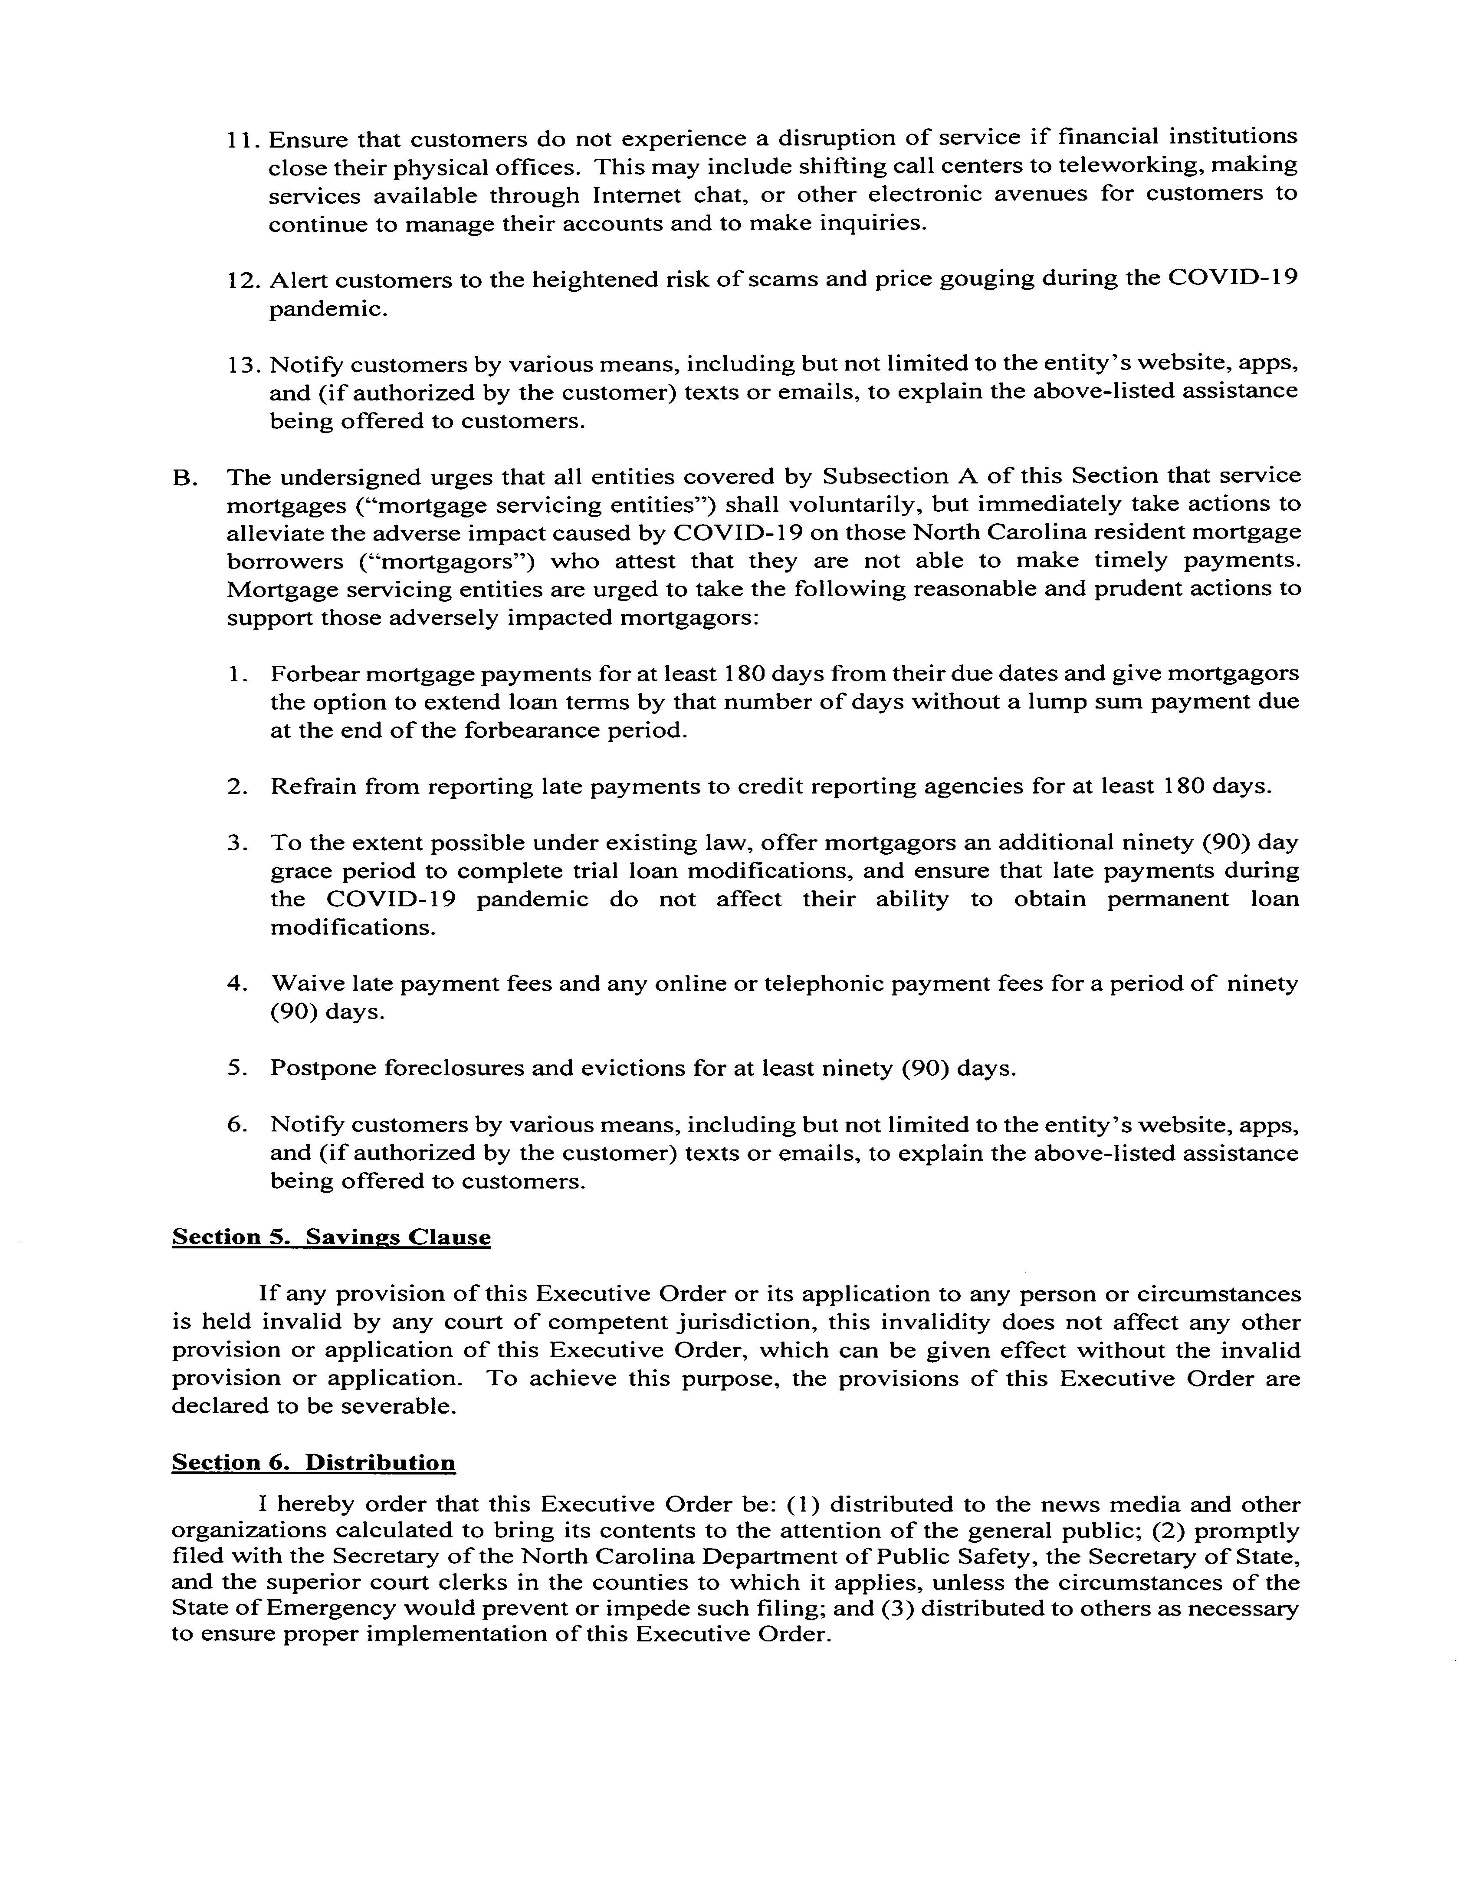 11. Ensure that customers do not experience a disruption of service if financial institutions
close their physical offices. This may include shifting call centers to teleworking, making
services available through Internet chat, or other electronic avenues for customers to
continue to manage their accounts and to make inquiries.
12. Alert customers to the heightened risk of scams and price gouging during the COVID-19
pandemic.
13. Notify customers by various means, including but not limited to the entity's website, apps,
and (if authorized by the customer) texts or emails, to explain the above-listed assistance
being offered to customers.
B. The undersigned urges that all entities covered by Subsection A of this Section that service
mortgages (“mortgage servicing entities”) shall voluntarily, but immediately take actions to
alleviate the adverse impact caused by COVID-19 on those North Carolina resident mortgage
borrowers (“mortgagors”) who attest that they are not able to make timely payments.
Mortgage servicing entities are urged to take the following reasonable and prudent actions to
support those adversely impacted mortgagors:
1. Forbear mortgage payments for at least 180 days from their due dates and give mortgagors
the option to extend loan terms by that number of days without a lump sum payment due
at the end of the forbearance period.
2. Refrain from reporting late payments to credit reporting agencies for at least 180 days.
3. To the extent possible under existing law, offer mortgagors an additional ninety (90) day
grace period to complete trial loan modifications, and ensure that late payments during
the COVID-19 pandemic do not affect their ability to obtain permanent loan
modifications.
4. Waive late payment fees and any online or telephonic payment fees for a period of ninety
(90) days.
5. Postpone foreclosures and evictions for at least ninety (90) days.
6. Notify customers by various means, including but not limited to the entity's website, apps,
and (if authorized by the customer) texts or emails, to explain the above-listed assistance
being offered to customers.
Section 5. Savings Clause
If any provision of this Executive Order or its application to any person or circumstances
is held invalid by any court of competent jurisdiction, this invalidity does not affect any other
provision or application of this Executive Order, which can be given effect without the invalid
provision or application. To achieve this purpose, the provisions of this Executive Order are
declared to be severable.
Section 6. Distribution
I hereby order that this Executive Order be: (1) distributed to the news media and other
organizations calculated to bring its contents to the attention of the general public; (2) promptly
filed with the Secretary of the North Carolina Department of Public Safety, the Secretary of State,
and the superior court clerks in the counties to which it applies, unless the circumstances of the
State of Emergency would prevent or impede such filing; and (3) distributed to others as necessary
to ensure proper implementation of this Executive Order.